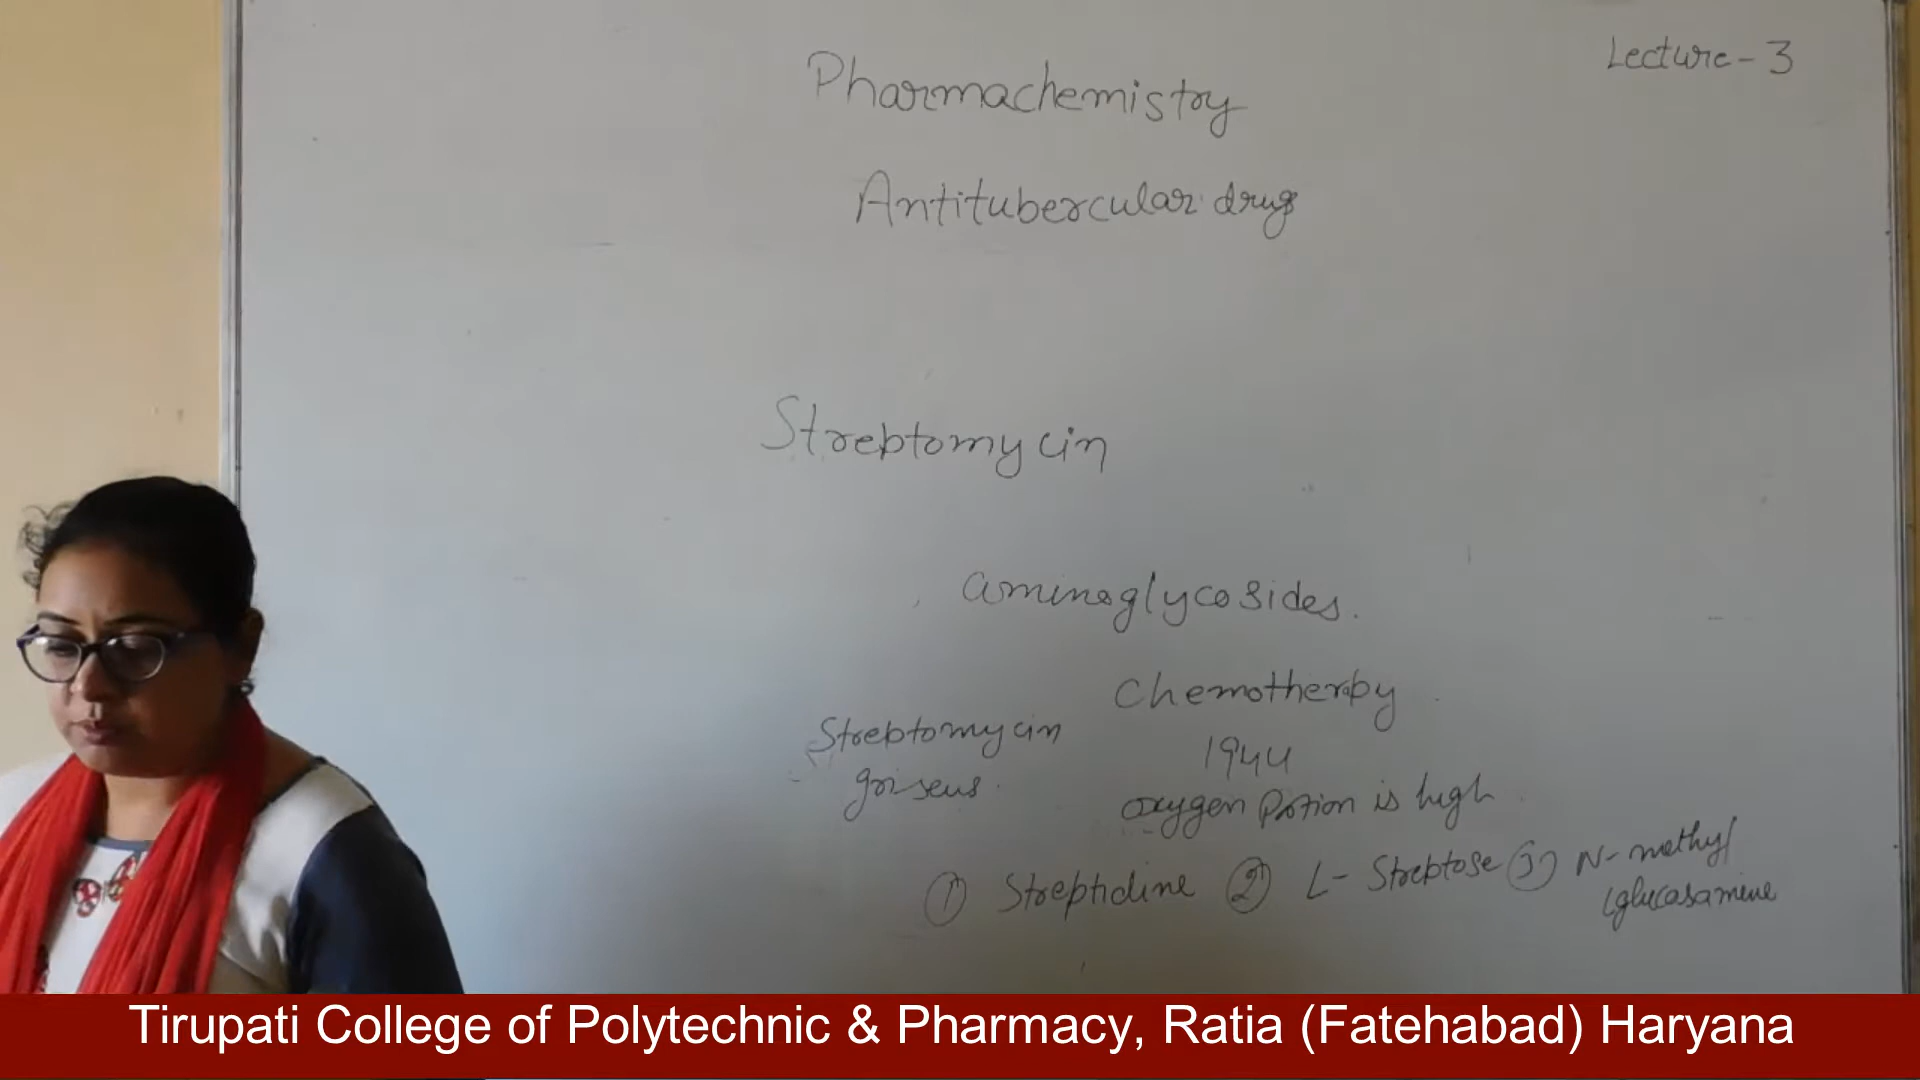 Lecture - 3
Pharmachemistry
Antitubercular drug
Streptomycin
aminoglycosides.
Chemotherapy
Streptomycin
griseus.
1944
oxygen Potion is high
① Streptidine ② L- Streptose ③ N- methyl
glucosamine
Tirupati College of Polytechnic & Pharmacy, Ratia (Fatehabad) Haryana